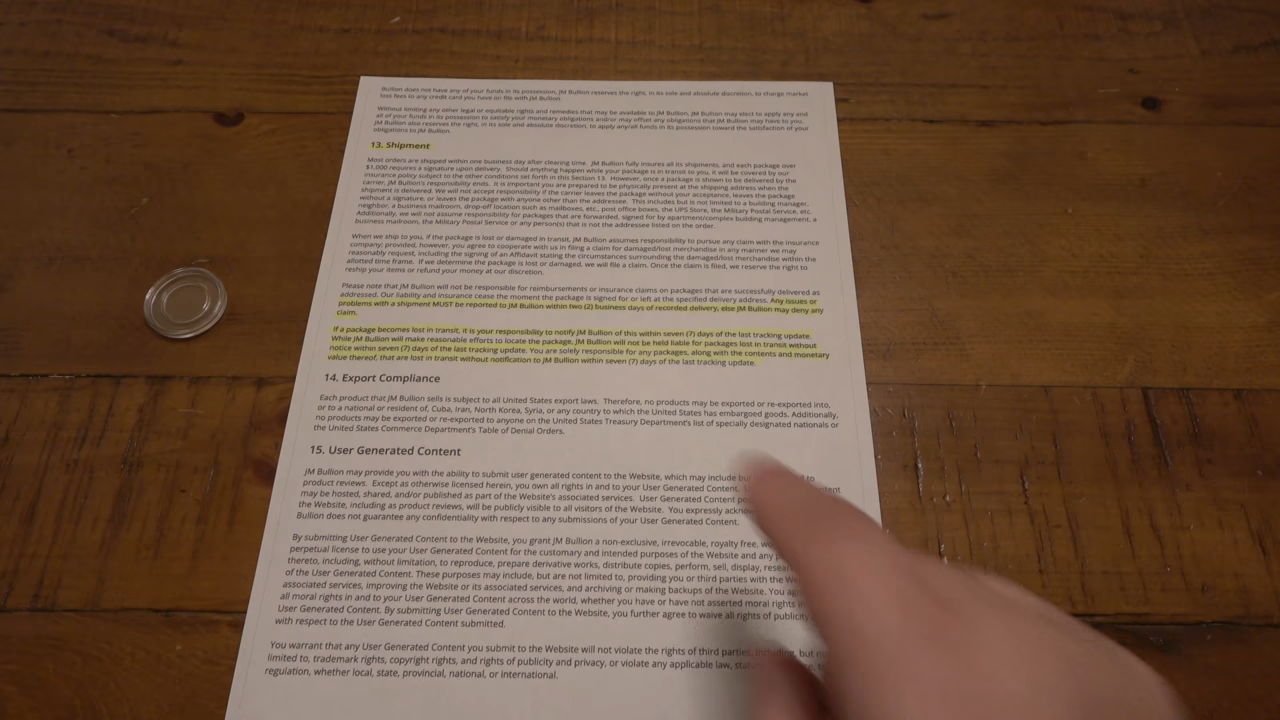 Bullion does not have any of your funds in its possession, JM Bullion reserves the right, in its sole and absolute discretion, to charge market
loss fees to any credit card you have on file with JM Bullion.
Without limiting any other legal or equitable rights and remedies that may be available to JM Bullion, JM Bullion may elect to apply any and
all of your funds in its possession to satisfy your monetary obligations and/or may offset any obligations that JM Bullion may have to you.
JM Bullion also reserves the right, in its sole and absolute discretion, to apply any/all funds in its possession toward the satisfaction of your
obligations to JM Bullion.
13. Shipment
Most orders are shipped within one business day after clearing time. JM Bullion fully insures all its shipments, and each package over
$1,000 requires a signature upon delivery. Should anything happen while your package is in transit to you, it will be covered by our
insurance policy subject to the other conditions set forth in this Section 13. However, once a package is shown to be delivered by the
carrier, JM Bullion's responsibility ends. It is important you are prepared to be physically present at the shipping address when the
shipment is delivered. We will not accept responsibility if the carrier leaves the package without your acceptance, leaves the package
without a signature, or leaves the package with anyone other than the addressee. This includes but is not limited to a building manager,
neighbor, a business mailroom, drop-off location such as mailboxes, etc., post office boxes, the UPS Store, the Military Postal Service, etc.
Additionally, we will not assume responsibility for packages that are forwarded, signed for by apartment/complex building management, a
business mailroom, the Military Postal Service or any person(s) that is not the addressee listed on the order.
When we ship to you, if the package is lost or damaged in transit, JM Bullion assumes responsibility to pursue any claim with the insurance
company; provided, however, you agree to cooperate with us in filing a claim for damaged/lost merchandise in any manner we may
reasonably request, including the signing of an Affidavit stating the circumstances surrounding the damaged/lost merchandise within the
allotted time frame. If we determine the package is lost or damaged, we will file a claim. Once the claim is filed, we reserve the right to
reship your items or refund your money at our discretion.
Please note that JM Bullion will not be responsible for reimbursements or insurance claims on packages that are successfully delivered as
addressed. Our liability and insurance cease the moment the package is signed for or left at the specified delivery address. Any issues or
problems with a shipment MUST be reported to JM Bullion within two (2) business days of recorded delivery, else JM Bullion may deny any
claim.
If a package becomes lost in transit, it is your responsibility to notify JM Bullion of this within seven (7) days of the last tracking update.
While JM Bullion will make reasonable efforts to locate the package, JM Bullion will not be held liable for packages lost in transit without
notice within seven (7) days of the last tracking update. You are solely responsible for any packages, along with the contents and monetary
value thereof, that are lost in transit without notification to JM Bullion within seven (7) days of the last tracking update.
14. Export Compliance
Each product that JM Bullion sells is subject to all United States export laws. Therefore, no products may be exported or re-exported into,
or to a national or resident of, Cuba, Iran, North Korea, Syria, or any country to which the United States has embargoed goods. Additionally,
no products may be exported or re-exported to anyone on the United States Treasury Department's list of specially designated nationals or
the United States Commerce Department's Table of Denial Orders.
15. User Generated Content
JM Bullion may provide you with the ability to submit user generated content to the Website, which may include but to
product reviews. Except as otherwise licensed herein, you own all rights in and to your User Generated Content.
may be hosted, shared, and/or published as part of the Website's associated services. User Generated Content
the Website, including as product reviews, will be publicly visible to all visitors of the Website. You expressly
Bullion does not guarantee any confidentiality with respect to any submissions of your User Generated Content.
By submitting User Generated Content to the Website, you grant JM Bullion a non-exclusive, irrevocable, royalty free,
perpetual license to use your User Generated Content for the customary and intended purposes of the Website and any
thereto, including, without limitation, to reproduce, prepare derivative works, distribute copies, perform, sell, display,
of the User Generated Content. These purposes may include, but are not limited to, providing you or third parties with the
associated services, improving the Website or its associated services, and archiving or making backups of the Website. You
all moral rights in and to your User Generated Content across the world, whether you have or have not asserted moral rights
User Generated Content. By submitting User Generated Content to the Website, you further agree to waive all rights of publicity
with respect to the User Generated Content submitted.
You warrant that any User Generated Content you submit to the Website will not violate the rights of third parties, including, but
limited to, trademark rights, copyright rights, and rights of publicity and privacy, or violate any applicable law,
regulation, whether local, state, provincial, national, or international.